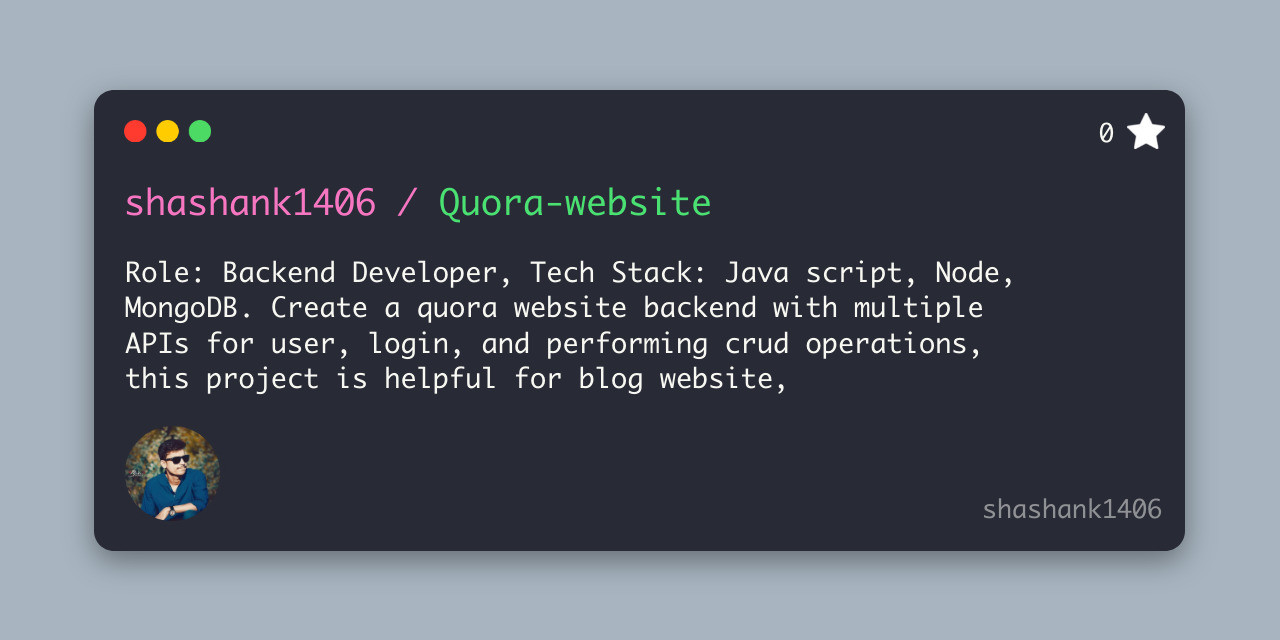 0
shashank1406 / Quora-website
Role: Backend Developer, Tech Stack: Java script, Node,
MongoDB. Create a quora website backend with multiple
APIs for user, login, and performing crud operations,
this project is helpful for blog website,
shashank1406